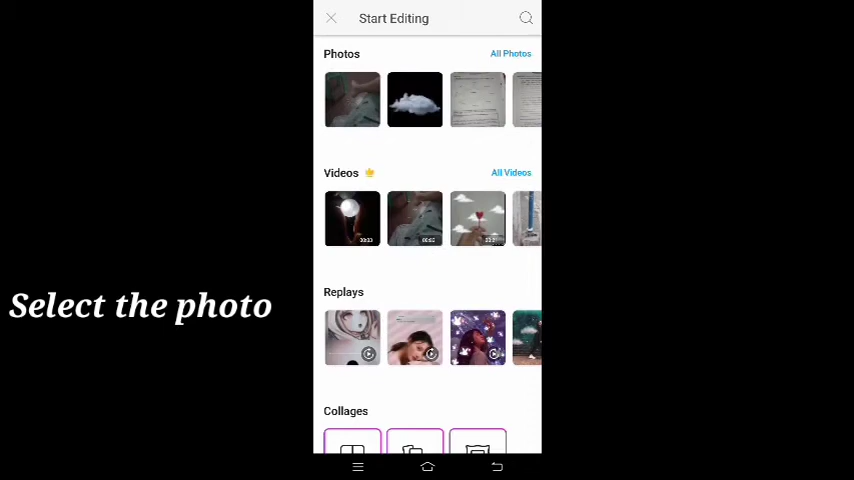 Start Editing
Photos
All Photos
Videos
All Videos
Select the photo
Replays
Collages